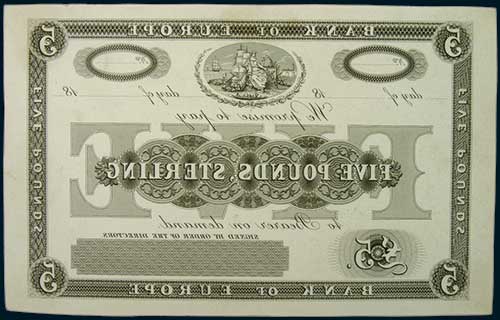 £5 BANK OF EUROPE £5
No No
day of 18 day of 18
We promise to pay
FIVE
FIVE POUNDS, STERLING
to Bearer on demand.
SIGNED BY ORDER OF THE DIRECTORS
£5
£5 BANK OF EUROPE £5
FIVE POUNDS
FIVE POUNDS